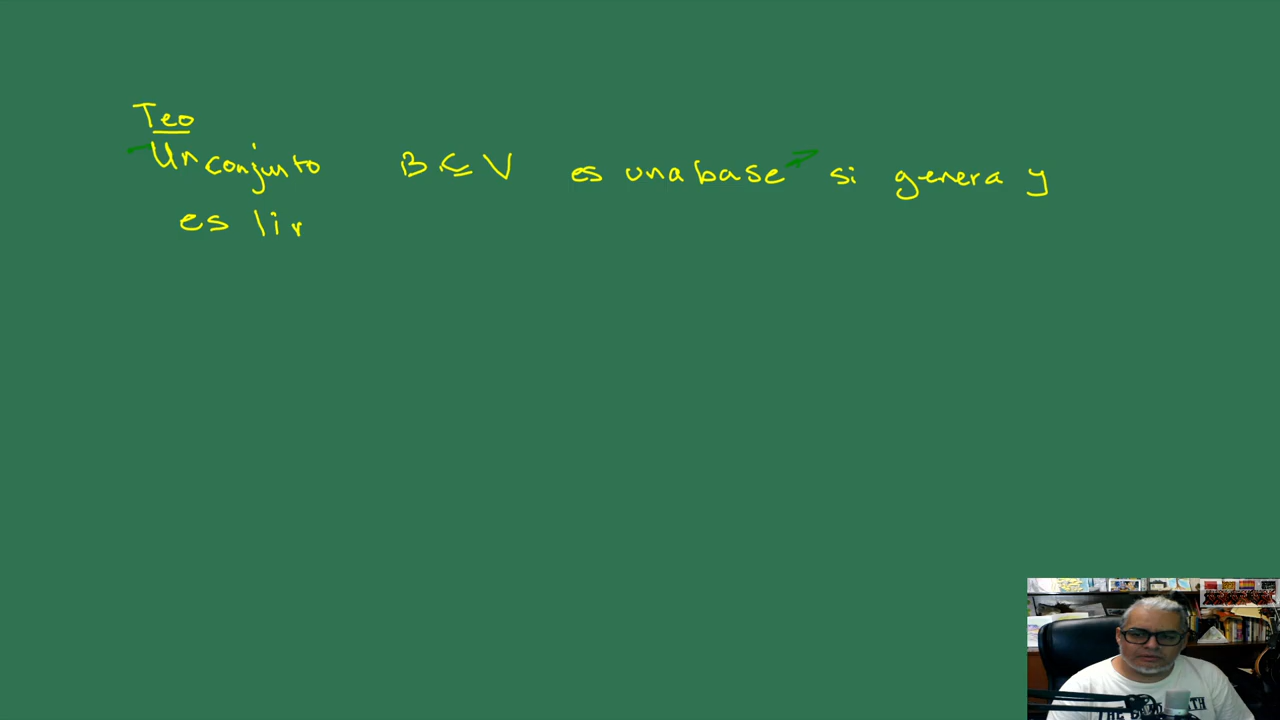 Teo
Un conjunto B ⊆ V es una base si genera y
es lin